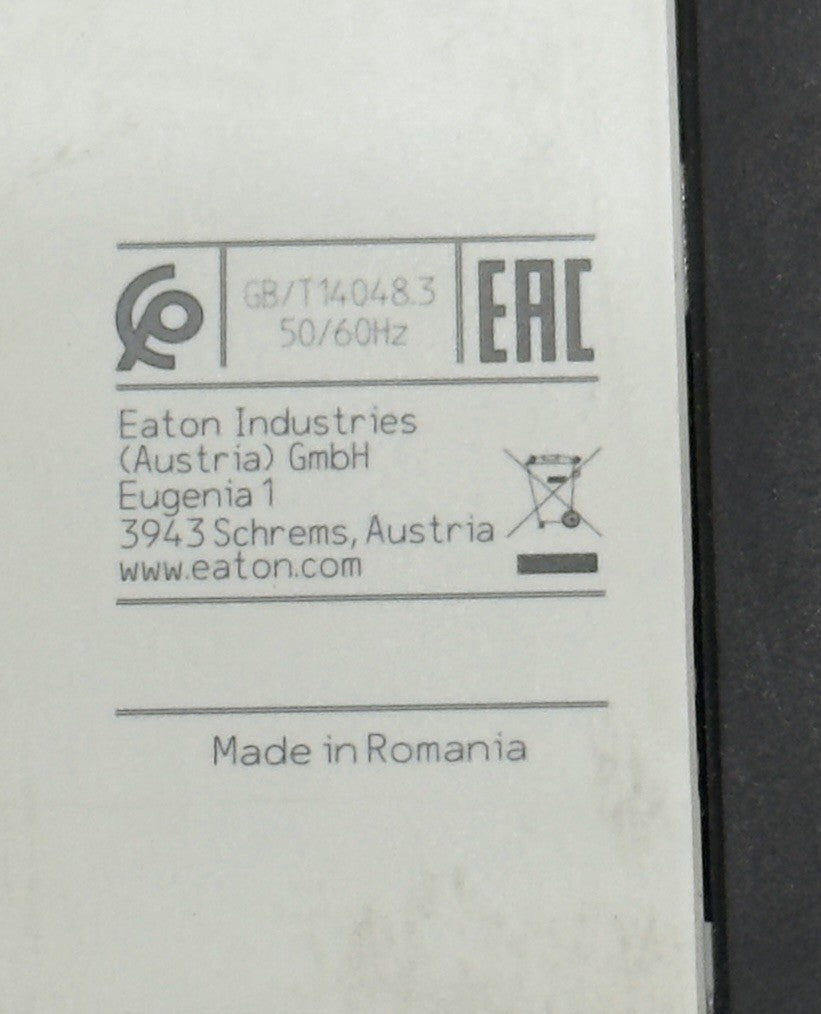 GB/T14048.3
50/60Hz
EAC
Eaton Industries
(Austria) GmbH
Eugenia 1
3943 Schrems, Austria
www.eaton.com
Made in Romania